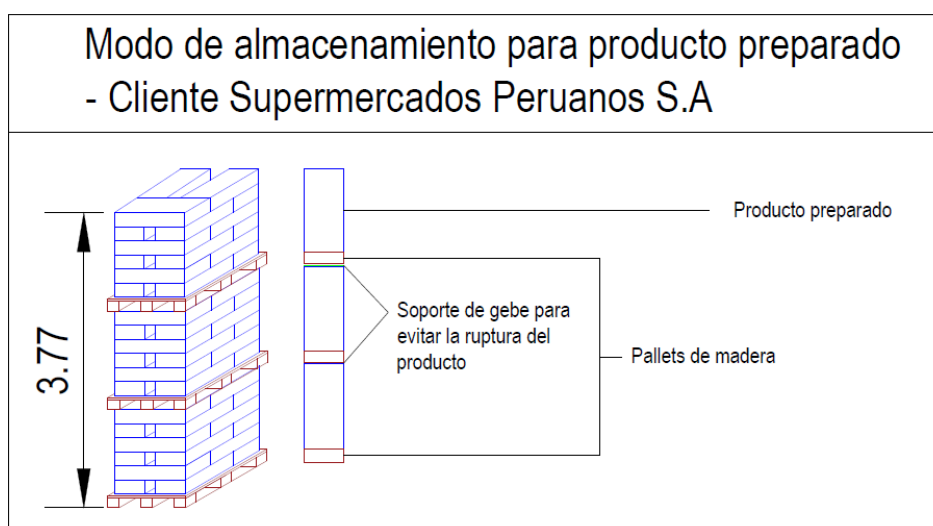 Modo de almacenamiento para producto preparado
- Cliente Supermercados Peruanos S.A
3.77
Producto preparado
Soporte de gebe para
evitar la ruptura del
producto
Pallets de madera